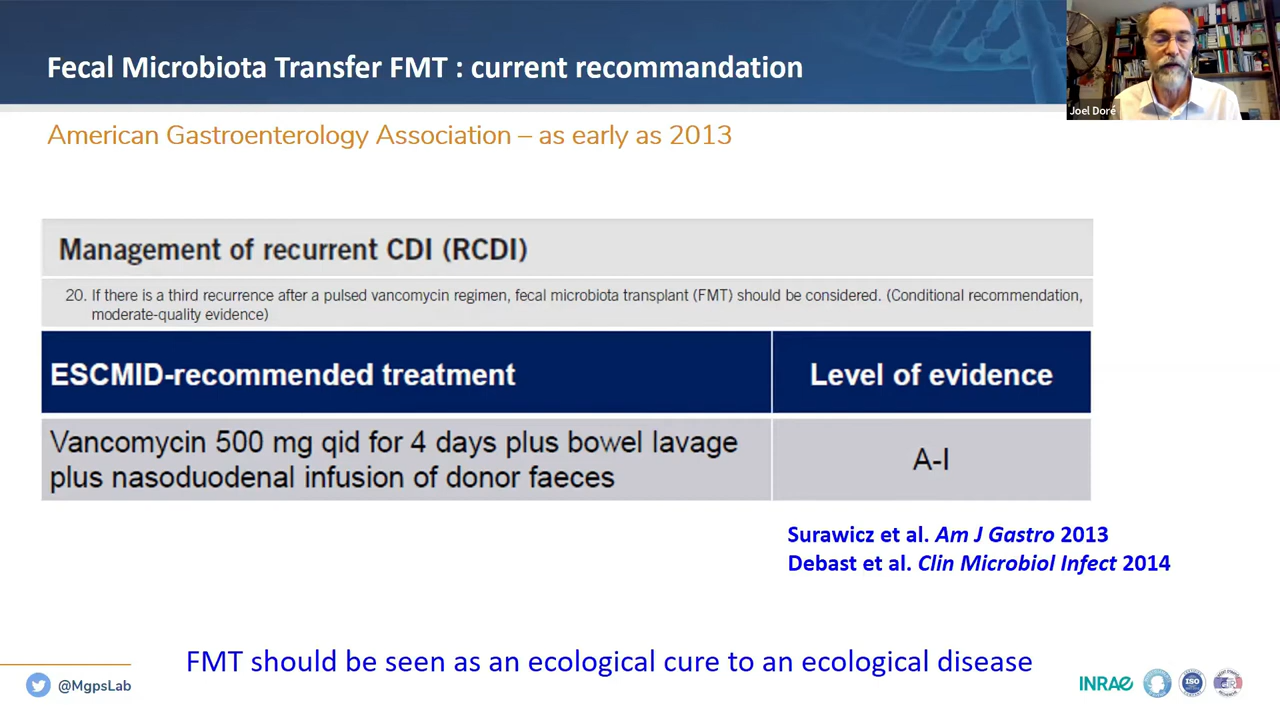 Fecal Microbiota Transfer FMT : current recommandation
Joel Doré
American Gastroenterology Association – as early as 2013
Management of recurrent CDI (RCDI)
20. If there is a third recurrence after a pulsed vancomycin regimen, fecal microbiota transplant (FMT) should be considered. (Conditional recommendation,
moderate-quality evidence)
ESCMID-recommended treatment
Level of evidence
Vancomycin 500 mg qid for 4 days plus bowel lavage
plus nasoduodenal infusion of donor faeces
A-I
Surawicz et al. Am J Gastro 2013
Debast et al. Clin Microbiol Infect 2014
FMT should be seen as an ecological cure to an ecological disease
@MgpsLab
INRAE
ISO